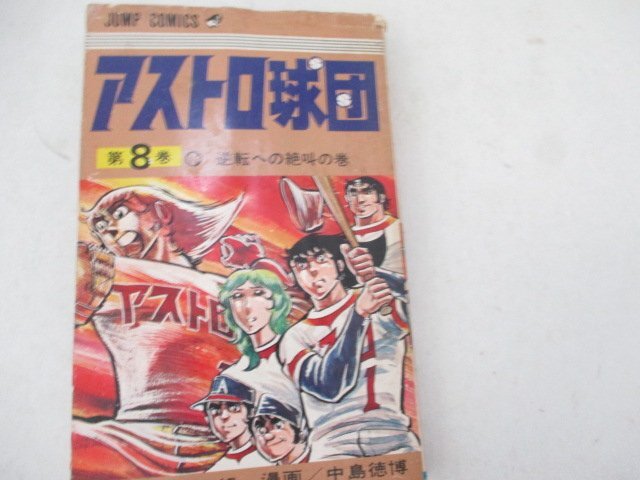 JUMP COMICS
アストロ球団
第8巻 逆転への絶叫の巻
アストロ
A
1
漫画/中島徳博